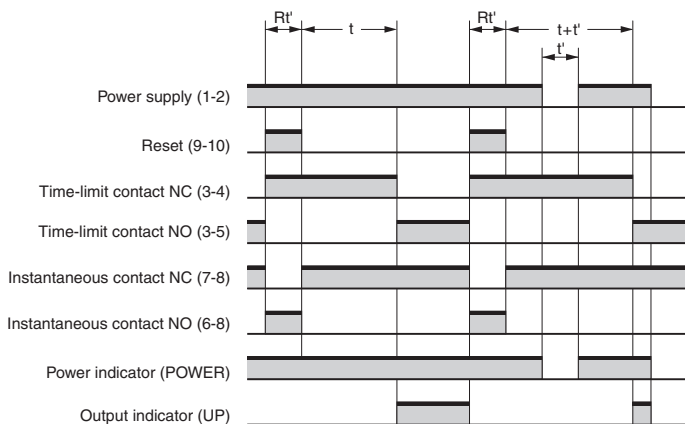 Rt' t Rt' t+t'
t'
Power supply (1-2)
Reset (9-10)
Time-limit contact NC (3-4)
Time-limit contact NO (3-5)
Instantaneous contact NC (7-8)
Instantaneous contact NO (6-8)
Power indicator (POWER)
Output indicator (UP)